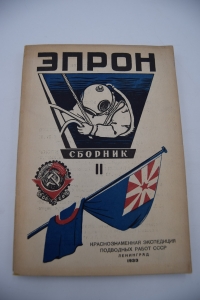 ЭПРОН
СБОРНИК
II
КРАСНОЗНАМЕННАЯ ЭКСПЕДИЦИЯ
ПОДВОДНЫХ РАБОТ СССР
ЛЕНИНГРАД